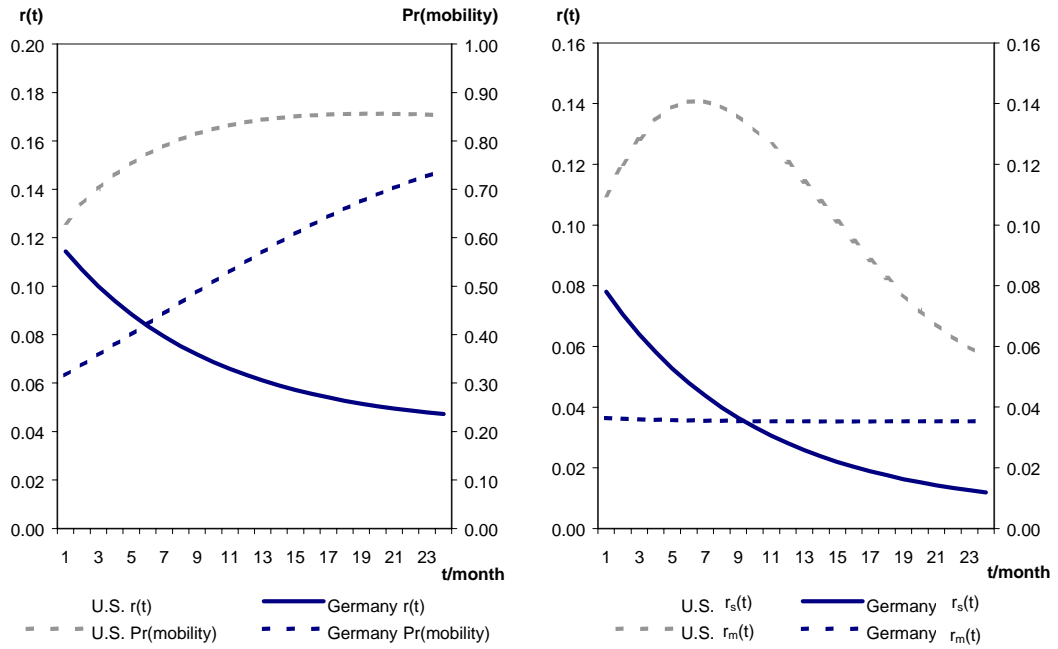 r(t) Pr(mobility)
0.20 1.00
0.18 0.90
0.16 0.80
0.14 0.70
0.12 0.60
0.10 0.50
0.08 0.40
0.06 0.30
0.04 0.20
0.02 0.10
0.00 0.00
1 3 5 7 9 11 13 15 17 19 21 23
t/month
U.S. r(t) Germany r(t)
U.S. Pr(mobility) Germany Pr(mobility)
r(t)
0.16 0.16
0.14 0.14
0.12 0.12
0.10 0.10
0.08 0.08
0.06 0.06
0.04 0.04
0.02 0.02
0.00 0.00
1 3 5 7 9 11 13 15 17 19 21 23
t/month
U.S. rs(t) Germany rs(t)
U.S. rm(t) Germany rm(t)